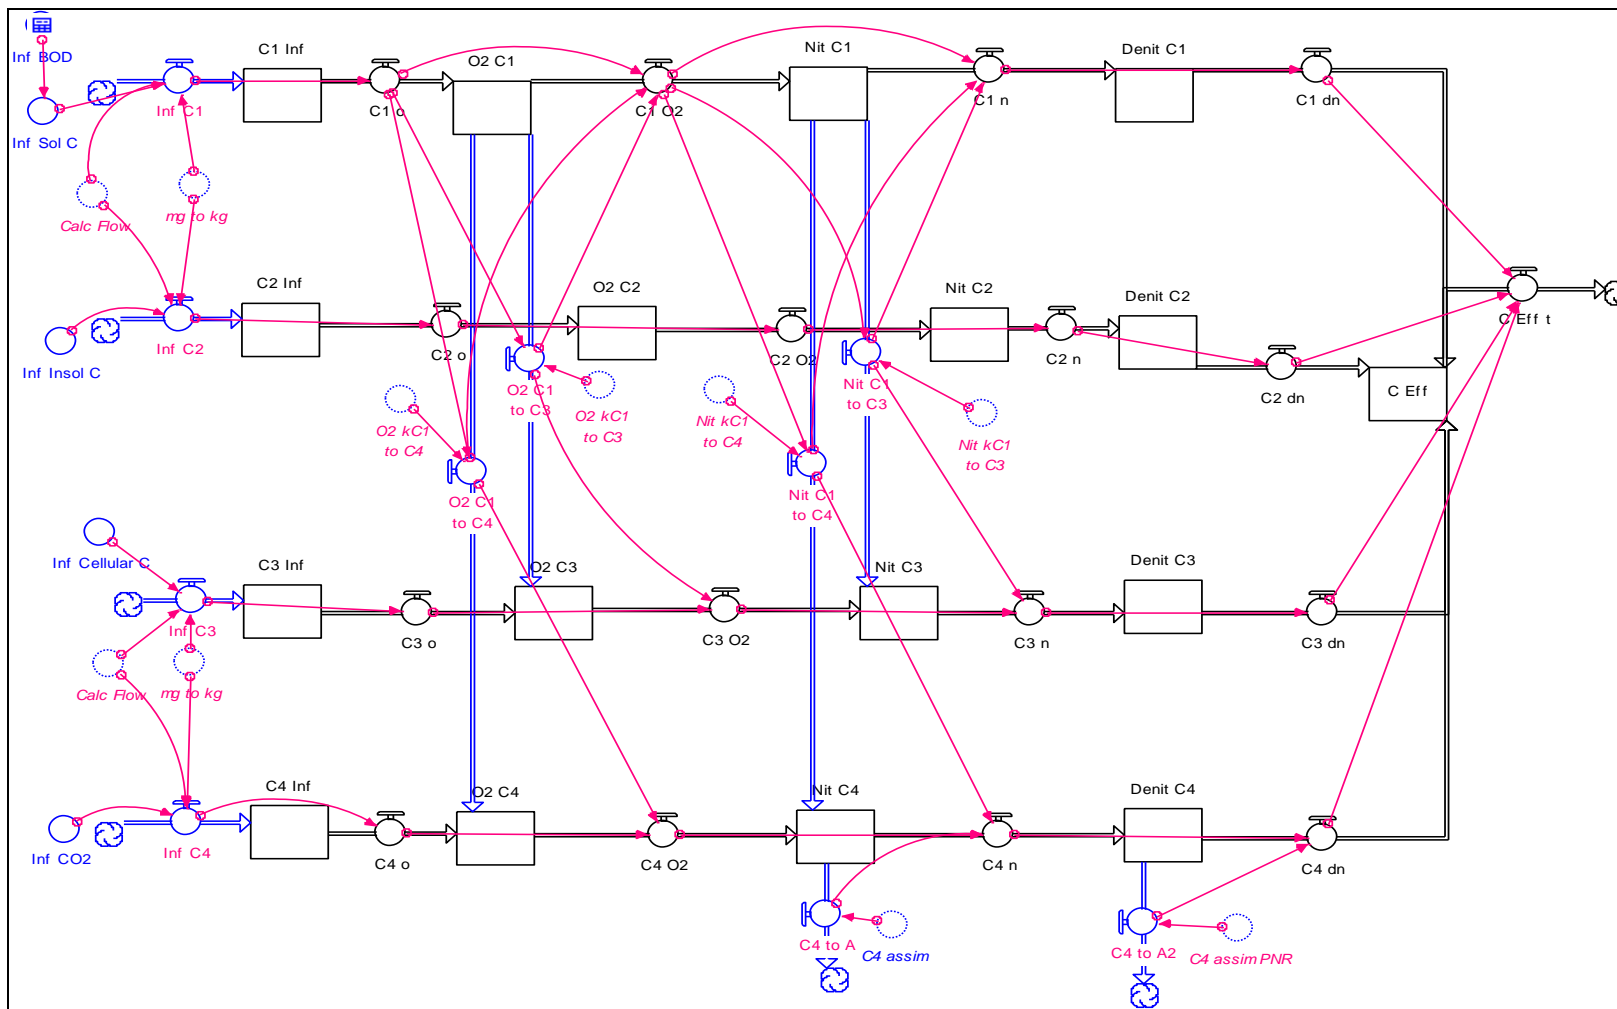 Inf BOD
C1 Inf
O2 C1
Nit C1
Denit C1
Inf C1
C1 o
C1 O2
C1 n
C1 dn
Inf Sol C
Calc Flow
mg to kg
C2 Inf
O2 C2
Nit C2
Denit C2
Inf C2
C2 o
C2 O2
C2 n
C Eff t
Inf Insol C
O2 C1
to C3
O2 kC1
to C3
Nit kC1
to C4
Nit C1
to C3
C2 dn
C Eff
O2 kC1
to C4
Nit kC1
to C3
O2 C1
to C4
Nit C1
to C4
Inf Cellular C
C3 Inf
O2 C3
Nit C3
Denit C3
Inf C3
C3 o
C3 O2
C3 n
C3 dn
Calc Flow
mg to kg
C4 Inf
O2 C4
Nit C4
Denit C4
Inf CO2
Inf C4
C4 o
C4 O2
C4 n
C4 dn
C4 to A
C4 assim
C4 to A2
C4 assim PNR